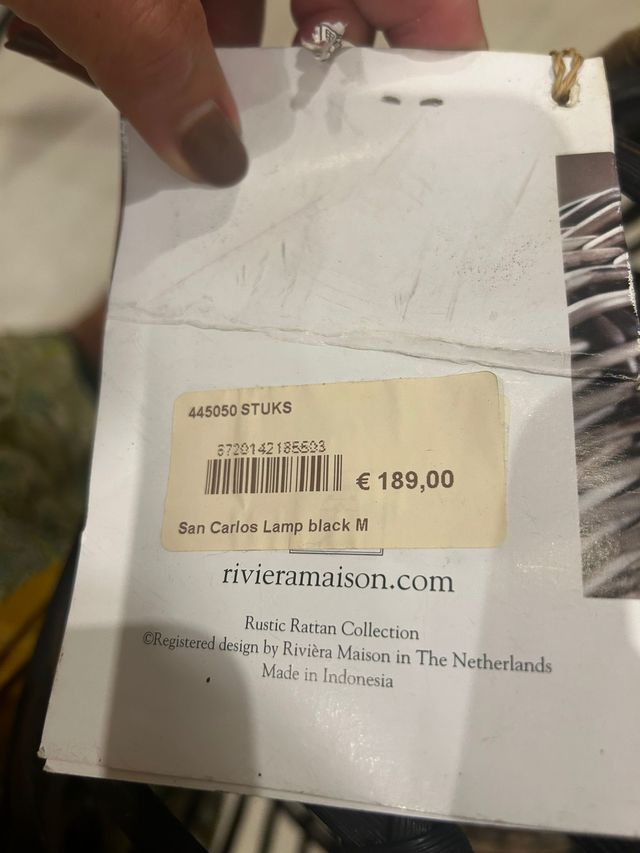 445050 STUKS
8720142185503
€ 189,00
San Carlos Lamp black M
rivieramaison.com
Rustic Rattan Collection
©Registered design by Rivièra Maison in The Netherlands
Made in Indonesia